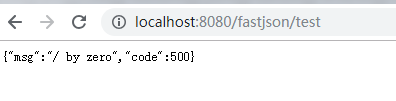 localhost:8080/fastjson/test
{"msg":"/ by zero","code":500}